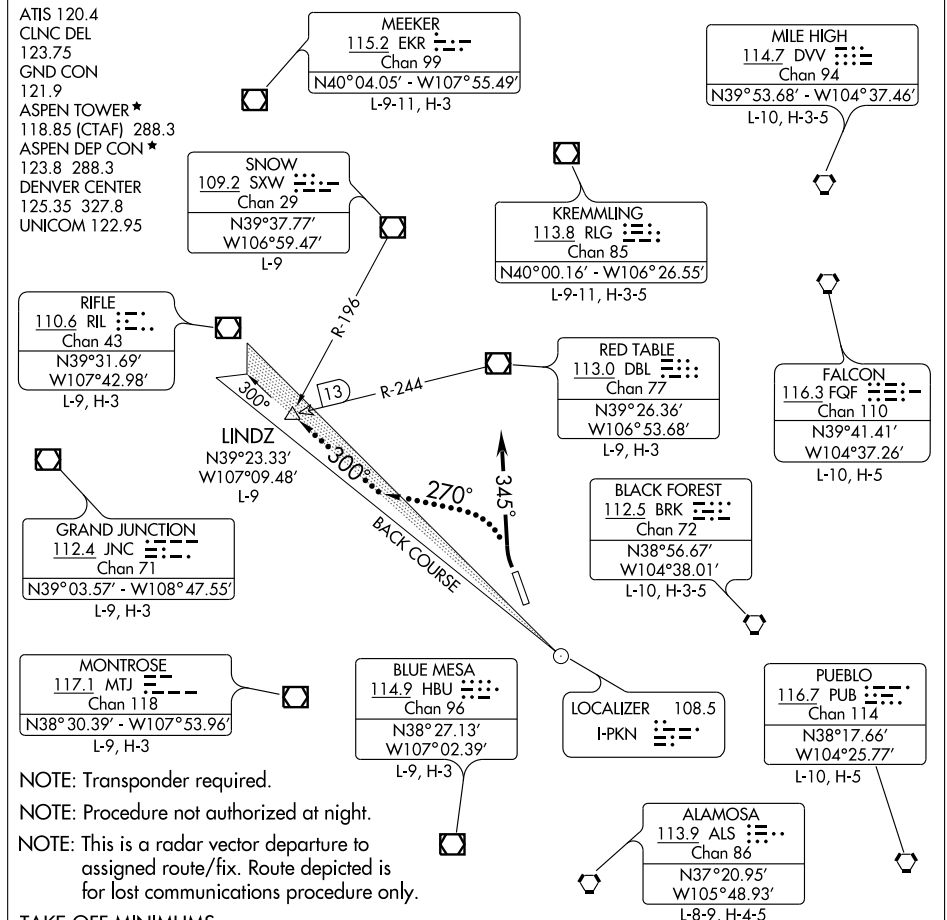 ATIS 120.4
CLNC DEL
123.75
GND CON
121.9
ASPEN TOWER★
118.85 (CTAF) 288.3
ASPEN DEP CON★
123.8 288.3
DENVER CENTER
125.35 327.8
UNICOM 122.95
MEEKER
115.2 EKR
Chan 99
N40°04.05′ - W107°55.49′
L-9-11, H-3
MILE HIGH
114.7 DVV
Chan 94
N39°53.68′ - W104°37.46′
L-10, H-3-5
SNOW
109.2 SXW
Chan 29
N39°37.77′
W106°59.47′
L-9
KREMMLING
113.8 RLG
Chan 85
N40°00.16′ - W106°26.55′
L-9-11, H-3-5
RIFLE
110.6 RIL
Chan 43
N39°31.69′
W107°42.98′
L-9, H-3
R-196
13
R-244
RED TABLE
113.0 DBL
Chan 77
N39°26.36′
W106°53.68′
L-9, H-3
FALCON
116.3 FQF
Chan 110
N39°41.41′
W104°37.26′
L-10, H-5
300°
LINDZ
N39°23.33′
W107°09.48′
L-9
300°
270°
345°
BACK COURSE
GRAND JUNCTION
112.4 JNC
Chan 71
N39°03.57′ - W108°47.55′
L-9, H-3
BLACK FOREST
112.5 BRK
Chan 72
N38°56.67′
W104°38.01′
L-10, H-3-5
MONTROSE
117.1 MTJ
Chan 118
N38°30.39′ - W107°53.96′
L-9, H-3
BLUE MESA
114.9 HBU
Chan 96
N38°27.13′
W107°02.39′
L-9, H-3
LOCALIZER 108.5
I-PKN
PUEBLO
116.7 PUB
Chan 114
N38°17.66′
W104°25.77′
L-10, H-5
ALAMOSA
113.9 ALS
Chan 86
N37°20.95′
W105°48.93′
L-8-9, H-4-5
NOTE: Transponder required.
NOTE: Procedure not authorized at night.
NOTE: This is a radar vector departure to
assigned route/fix. Route depicted is
for lost communications procedure only.
TAKE-OFF MINIMUMS